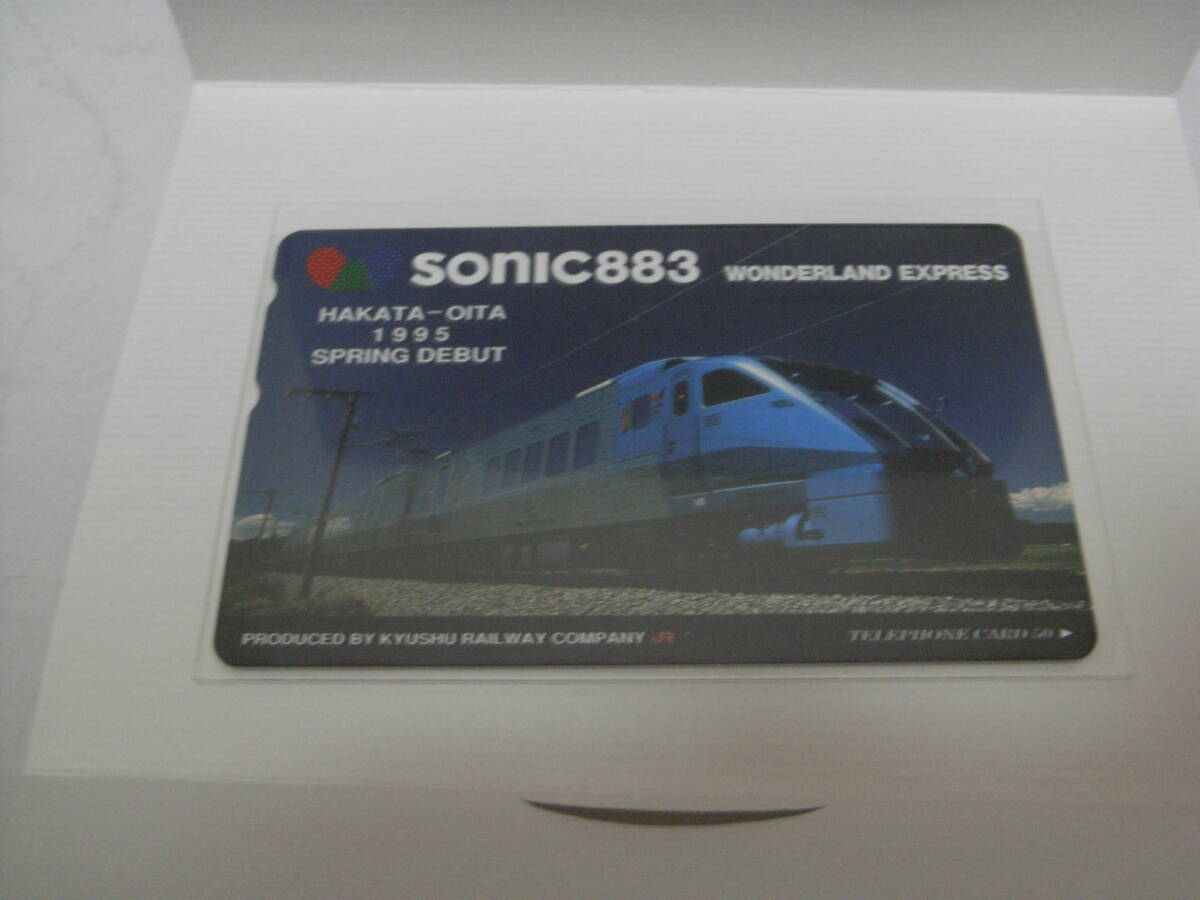 sonic883 WONDERLAND EXPRESS
HAKATA-OITA
1995
SPRING DEBUT
PRODUCED BY KYUSHU RAILWAY COMPANY JR
TELEPHONE CARD 50